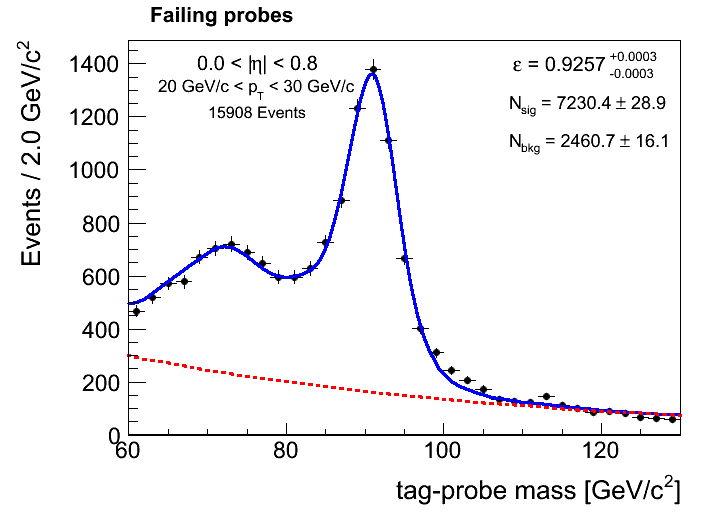 Failing probes
0.0 < |η| < 0.8
20 GeV/c < p_T < 30 GeV/c
15908 Events
ε = 0.9257 +0.0003 -0.0003
N_sig = 7230.4 ± 28.9
N_bkg = 2460.7 ± 16.1
Events / 2.0 GeV/c²
1400
1200
1000
800
600
400
200
0
60 80 100 120
tag-probe mass [GeV/c²]